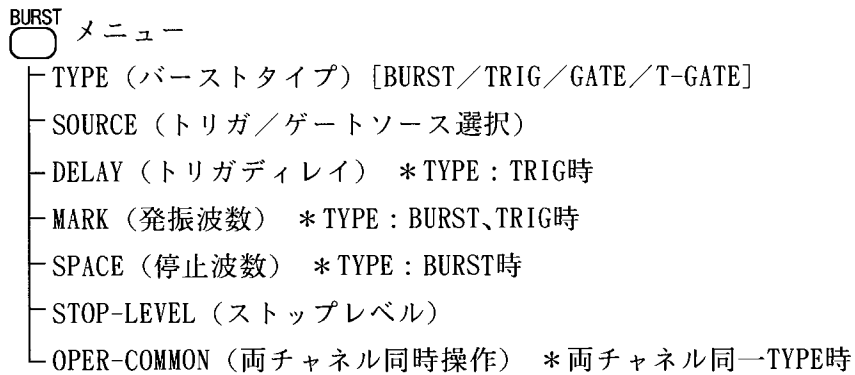 BURST
メニュー
TYPE（バーストタイプ）[BURST／TRIG／GATE／T-GATE]
SOURCE（トリガ／ゲートソース選択）
DELAY（トリガディレイ） ＊TYPE：TRIG時
MARK（発振波数） ＊TYPE：BURST、TRIG時
SPACE（停止波数） ＊TYPE：BURST時
STOP-LEVEL（ストップレベル）
OPER-COMMON（両チャネル同時操作） ＊両チャネル同一TYPE時